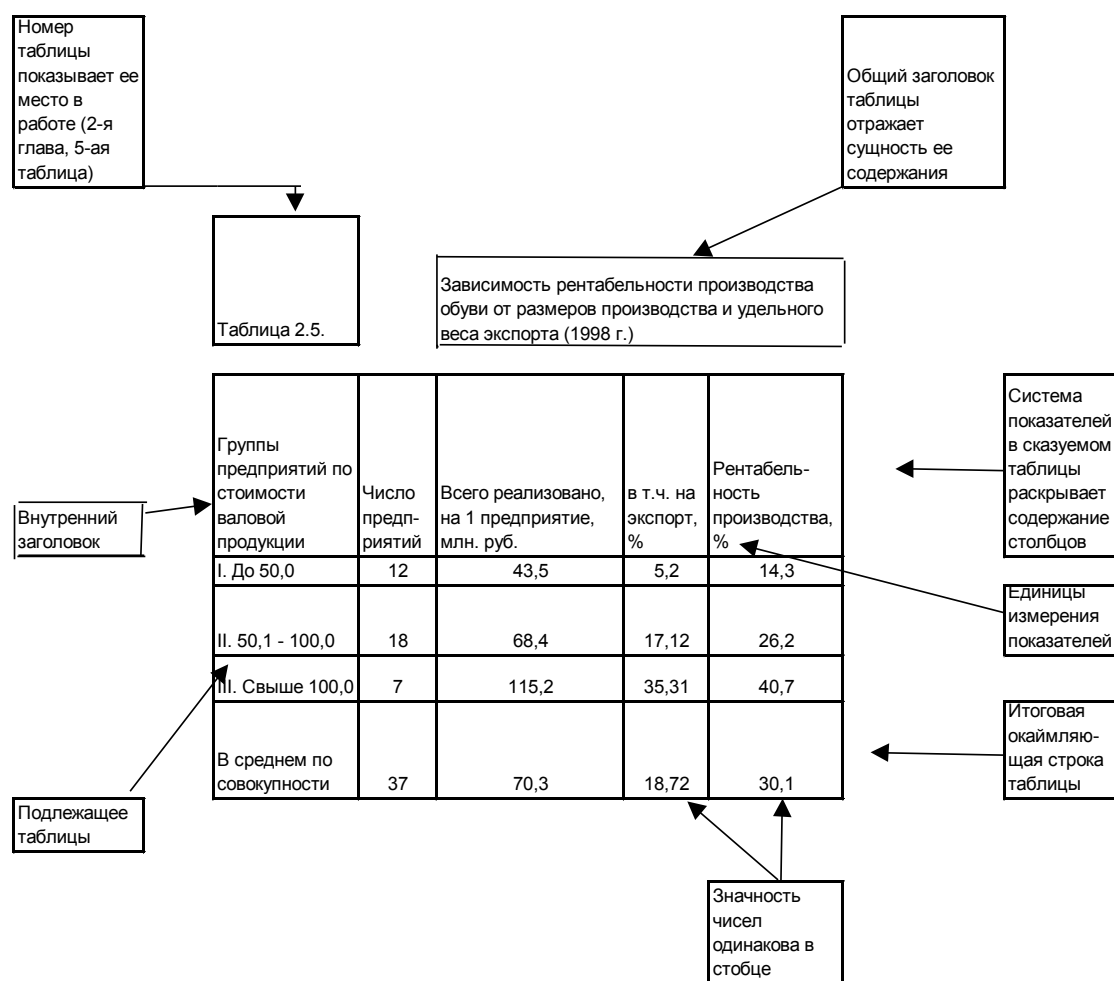 Номер
таблицы
показывает ее
место в
работе (2-я
глава, 5-ая
таблица)
Общий заголовок
таблицы
отражает
сущность ее
содержания
Таблица 2.5.
Зависимость рентабельности производства
обуви от размеров производства и удельного
веса экспорта (1998 г.)
Внутренний
заголовок
Группы
предприятий по
стоимости
валовой
продукции
Число
предп-
риятий
Всего реализовано,
на 1 предприятие,
млн. руб.
в т.ч. на
экспорт,
%
Рентабель-
ность
производства,
%
Система
показателей
в сказуемом
таблицы
раскрывает
содержание
столбцов
I. До 50,0 12 43,5 5,2 14,3
Единицы
измерения
показателей
II. 50,1 - 100,0 18 68,4 17,12 26,2
III. Свыше 100,0 7 115,2 35,31 40,7
В среднем по
совокупности 37 70,3 18,72 30,1
Итоговая
окаймляю-
щая строка
таблицы
Подлежащее
таблицы
Значность
чисел
одинакова в
стобце